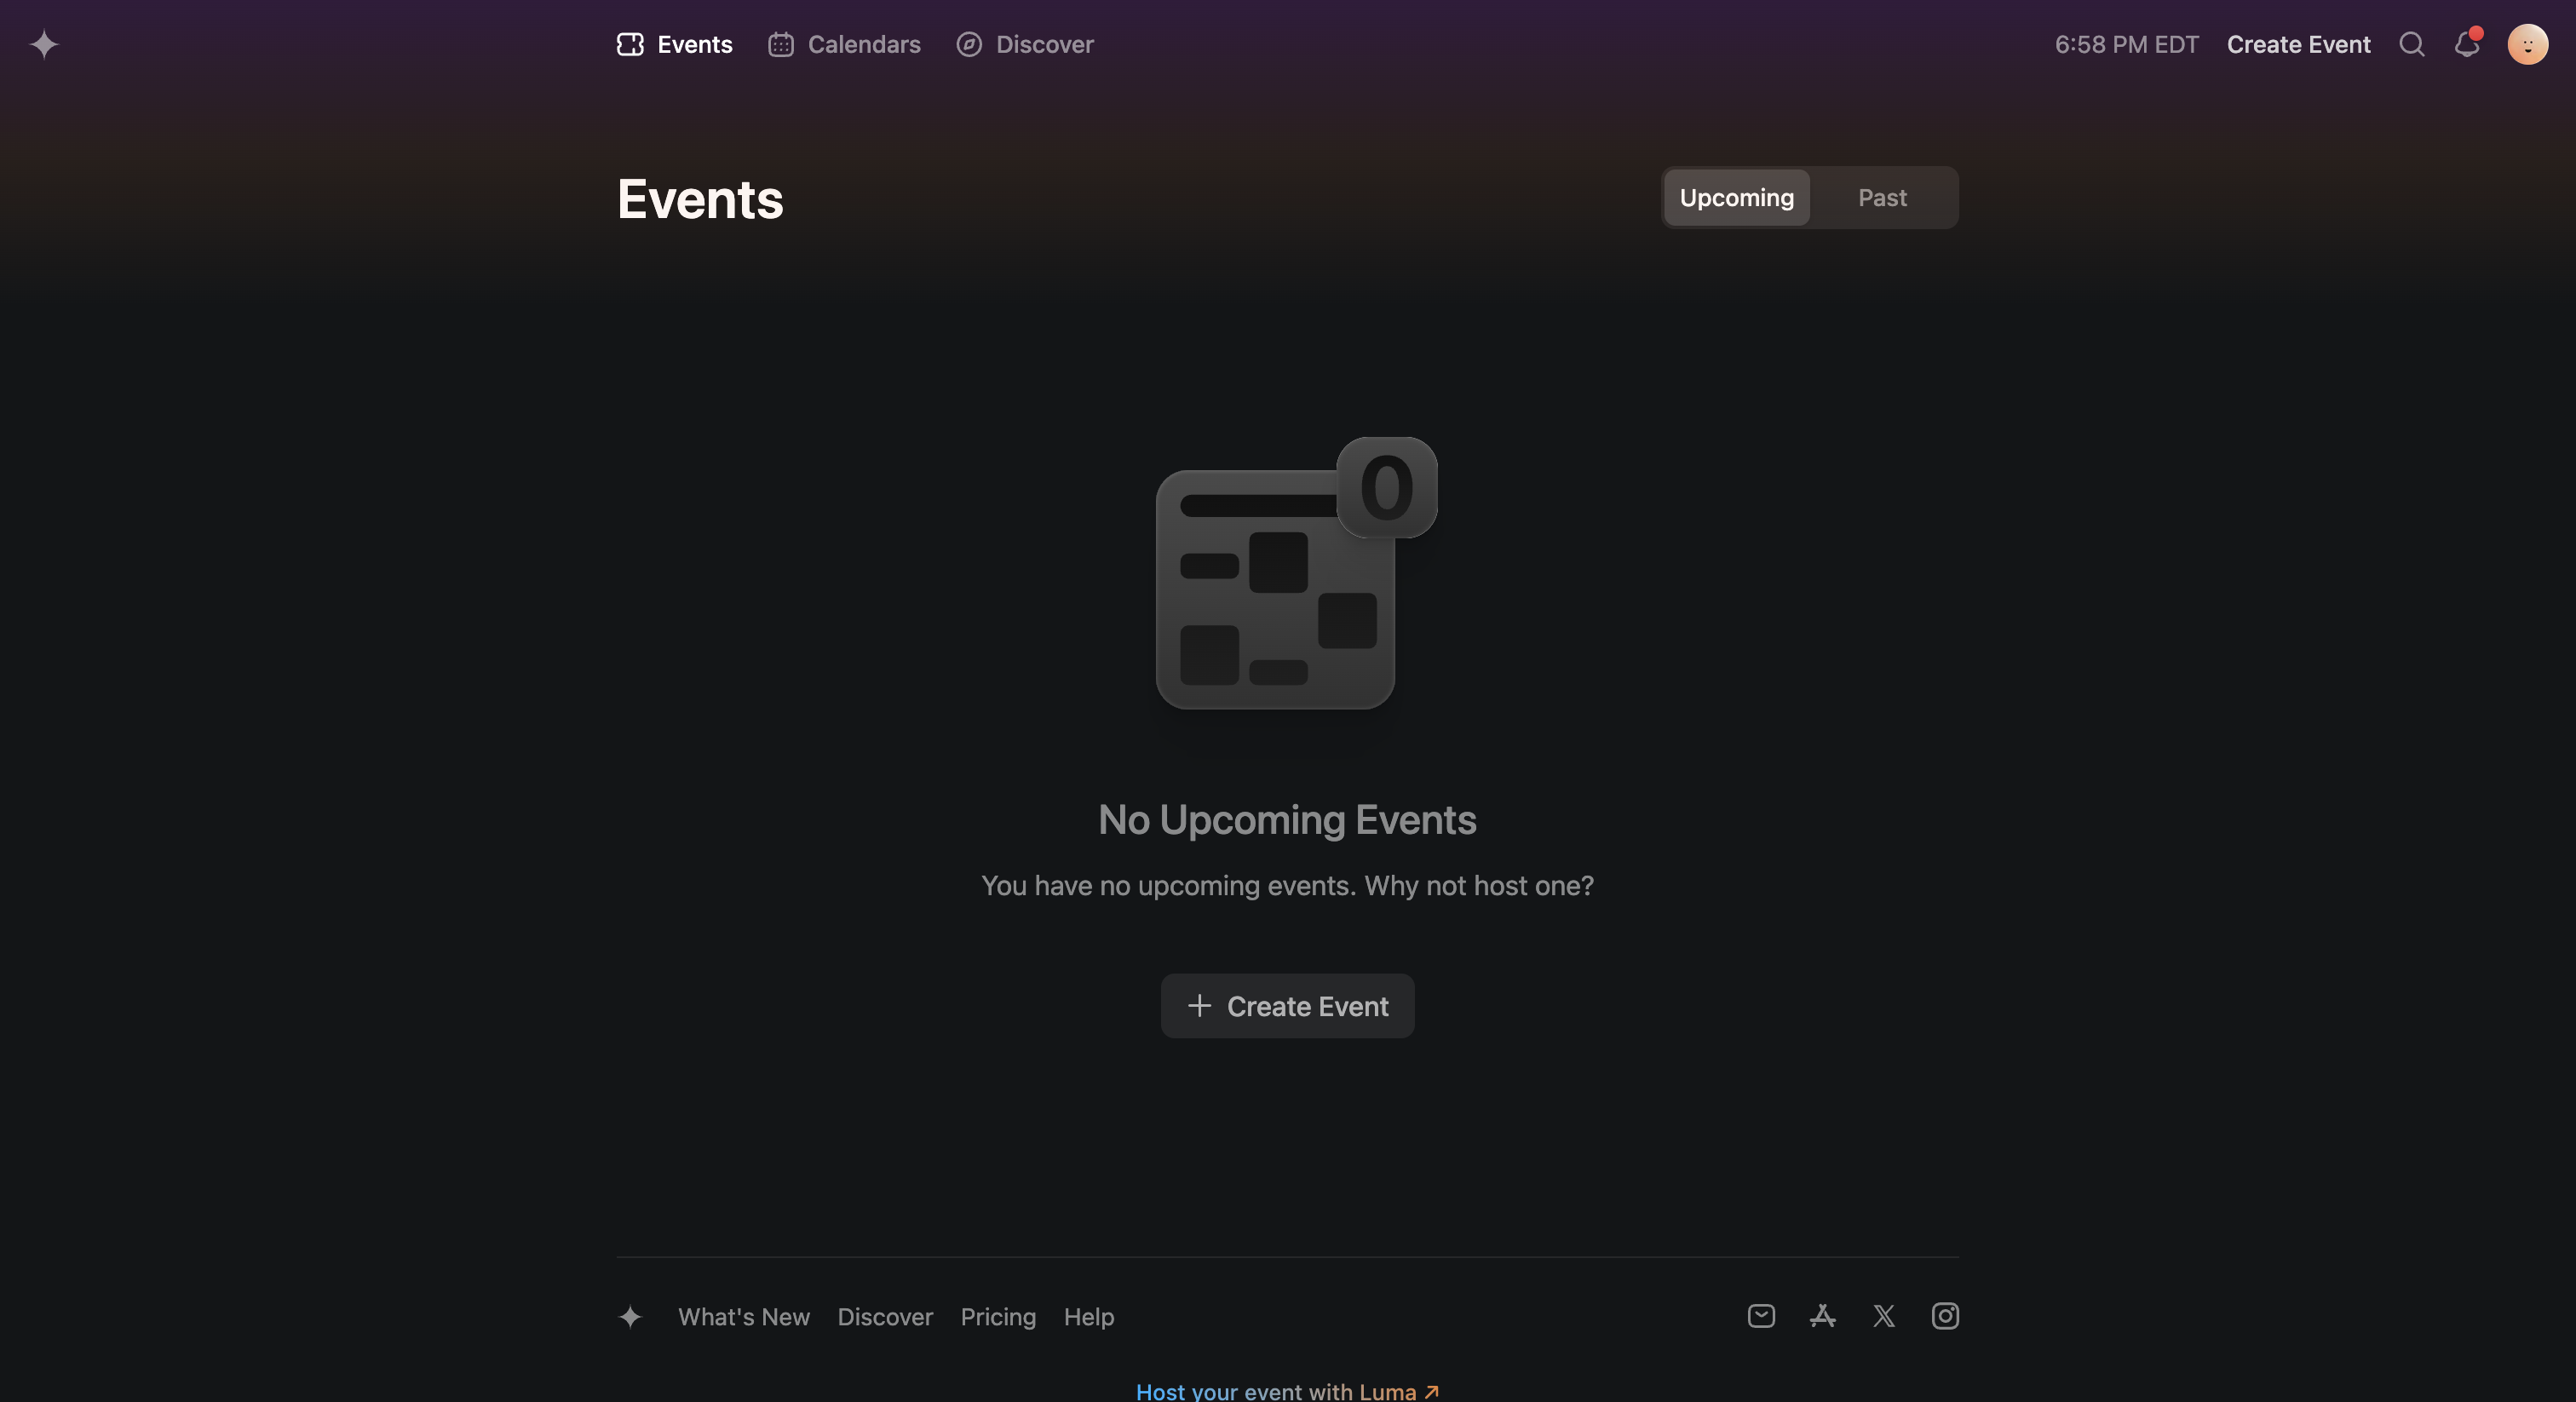 Events
Calendars
Discover
6:58 PM EDT
Create Event
Events
Upcoming
Past
0
No Upcoming Events
You have no upcoming events. Why not host one?
Create Event
What's New
Discover
Pricing
Help
Host your event with Luma